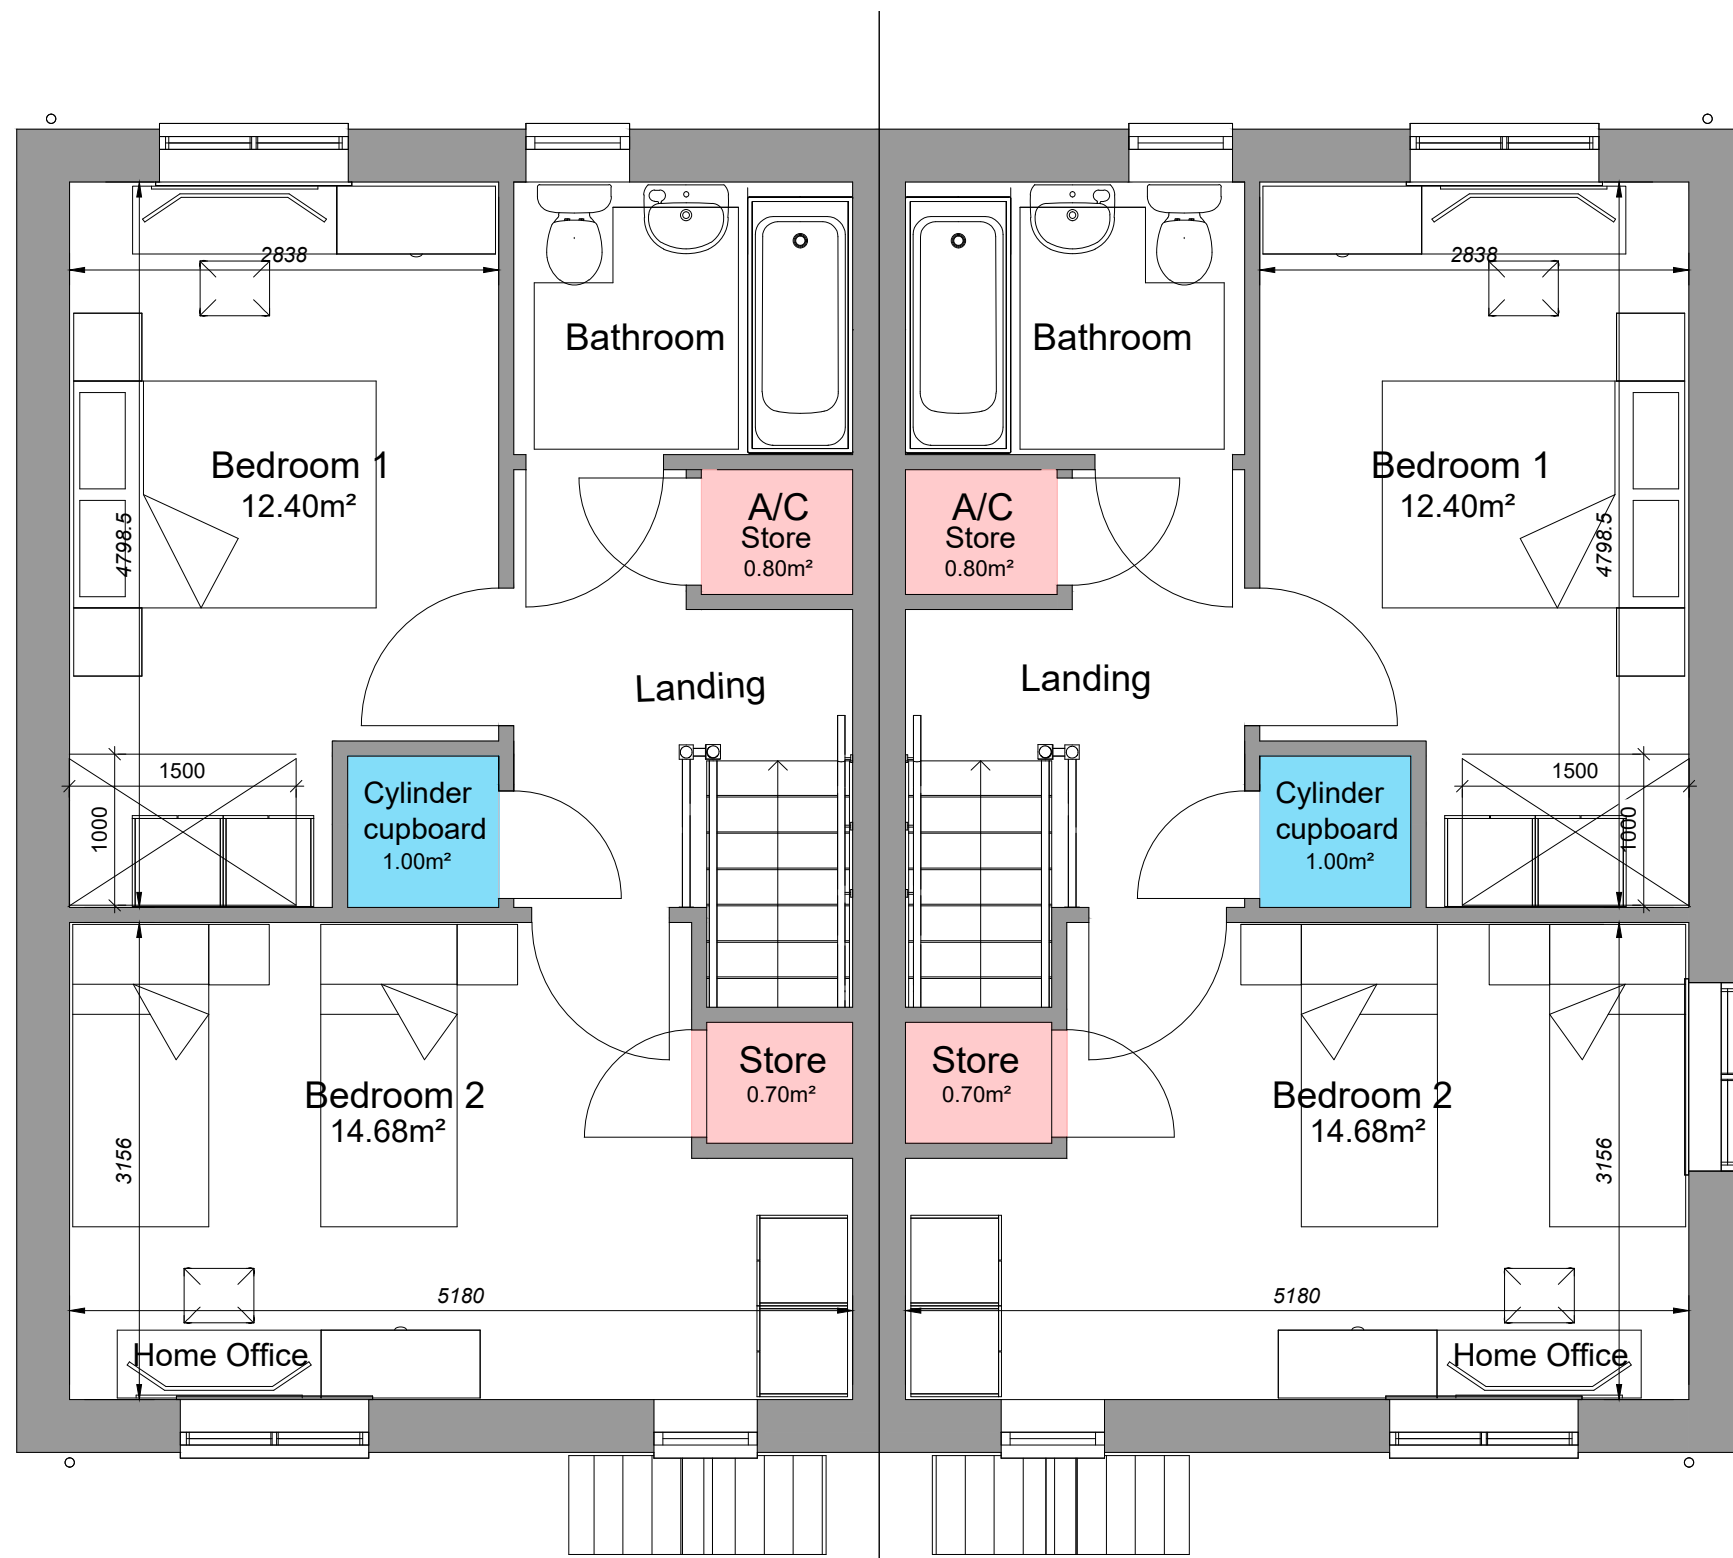 2838
2838
Bathroom
Bathroom
Bedroom 1
12.40m²
Bedroom 1
12.40m²
A/C
Store
0.80m²
A/C
Store
0.80m²
4798.5
4798.5
Landing
Landing
1500
1000
1500
1000
Cylinder
cupboard
1.00m²
Cylinder
cupboard
1.00m²
Store
0.70m²
Store
0.70m²
Bedroom 2
14.68m²
Bedroom 2
14.68m²
3156
3156
5180
5180
Home Office
Home Office